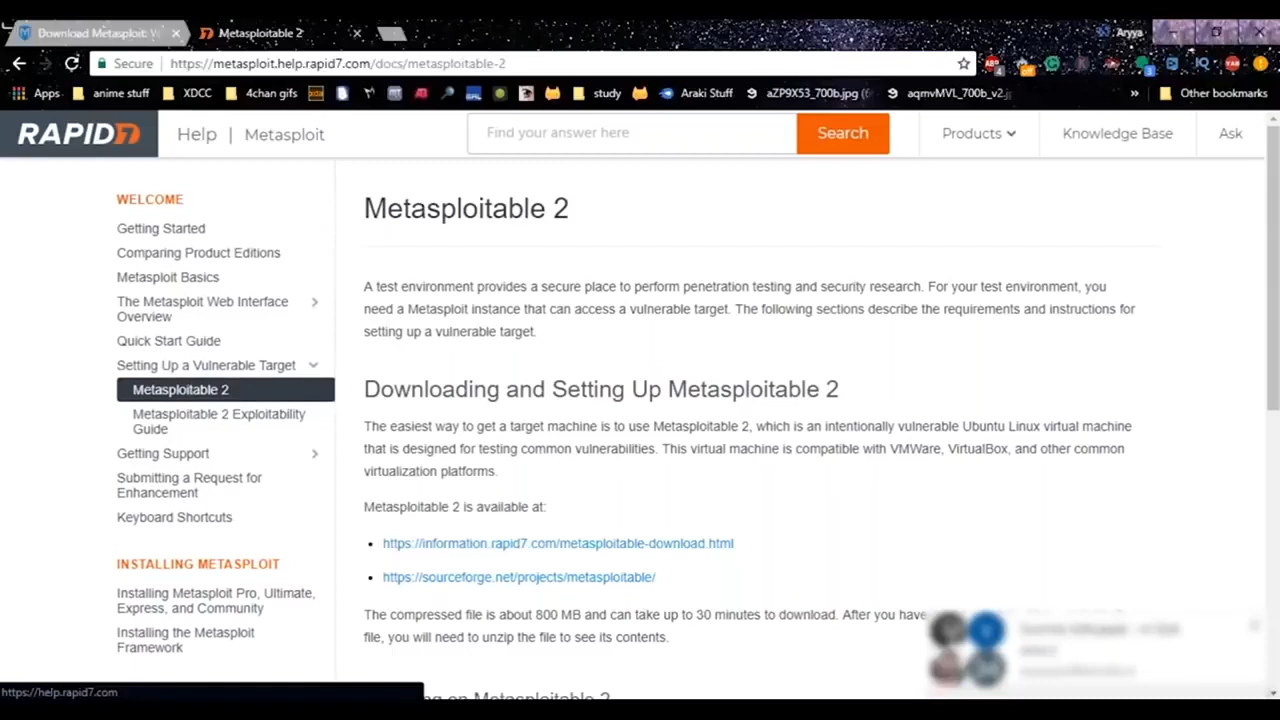 Download Metasploit:
Metasploitable 2
Aryya
Secure
https://metasploit.help.rapid7.com/docs/metasploitable-2
Apps
anime stuff
XDCC
4chan gifs
study
Araki Stuff
aZP9X53_700b.jpg (6
aqmvMVL_700b_v2.j
»
Other bookmarks
RAPID7
Help | Metasploit
Find your answer here
Search
Products
Knowledge Base
Ask
WELCOME
Getting Started
Comparing Product Editions
Metasploit Basics
The Metasploit Web Interface
Overview
Quick Start Guide
Setting Up a Vulnerable Target
Metasploitable 2
Metasploitable 2 Exploitability
Guide
Getting Support
Submitting a Request for
Enhancement
Keyboard Shortcuts
INSTALLING METASPLOIT
Installing Metasploit Pro, Ultimate,
Express, and Community
Installing the Metasploit
Framework
Metasploitable 2
A test environment provides a secure place to perform penetration testing and security research. For your test environment, you
need a Metasploit instance that can access a vulnerable target. The following sections describe the requirements and instructions for
setting up a vulnerable target.
Downloading and Setting Up Metasploitable 2
The easiest way to get a target machine is to use Metasploitable 2, which is an intentionally vulnerable Ubuntu Linux virtual machine
that is designed for testing common vulnerabilities. This virtual machine is compatible with VMWare, VirtualBox, and other common
virtualization platforms.
Metasploitable 2 is available at:
• https://information.rapid7.com/metasploitable-download.html
• https://sourceforge.net/projects/metasploitable/
The compressed file is about 800 MB and can take up to 30 minutes to download. After you have
file, you will need to unzip the file to see its contents.
on Metasploitable 2
https://help.rapid7.com